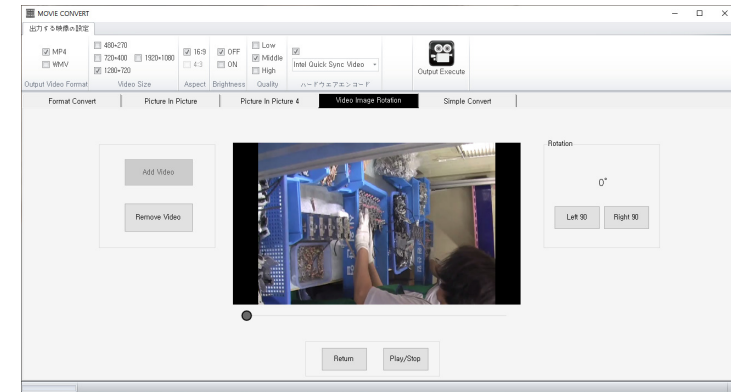 MOVIE CONVERT
出力する映像の設定
MP4
WMV
Output Video Format
480*270
720*400
1920*1080
1280*720
Video Size
16:9
4:3
Aspect
OFF
ON
Brightness
Low
Middle
High
Quality
Intel Quick Sync Video
ハードウエアエンコード
Output Execute
Format Convert
Picture In Picture
Picture In Picture 4
Video Image Rotation
Simple Convert
Add Video
Remove Video
Rotation
0°
Left 90
Right 90
Return
Play/Stop